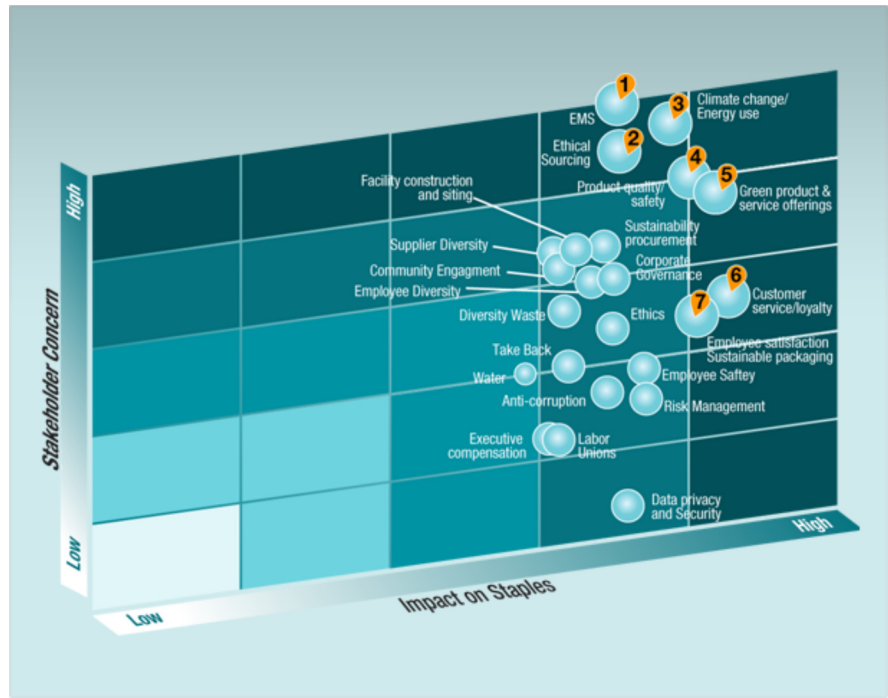 1
EMS
3
Climate change/
Energy use
2
Ethical
Sourcing
4
Product quality/
safety
5
Green product &
service offerings
Facility construction
and siting
Sustainability
procurement
Supplier Diversity
Community Engagment
Corporate
Governance
Employee Diversity
6
Customer
service/loyalty
7
Diversity Waste
Ethics
Employee satisfaction
Sustainable packaging
Take Back
Water
Employee Saftey
Anti-corruption
Risk Management
Executive
compensation
Labor
Unions
Data privacy
and Security
High
Stakeholder Concern
Low
Low
Impact on Staples
High